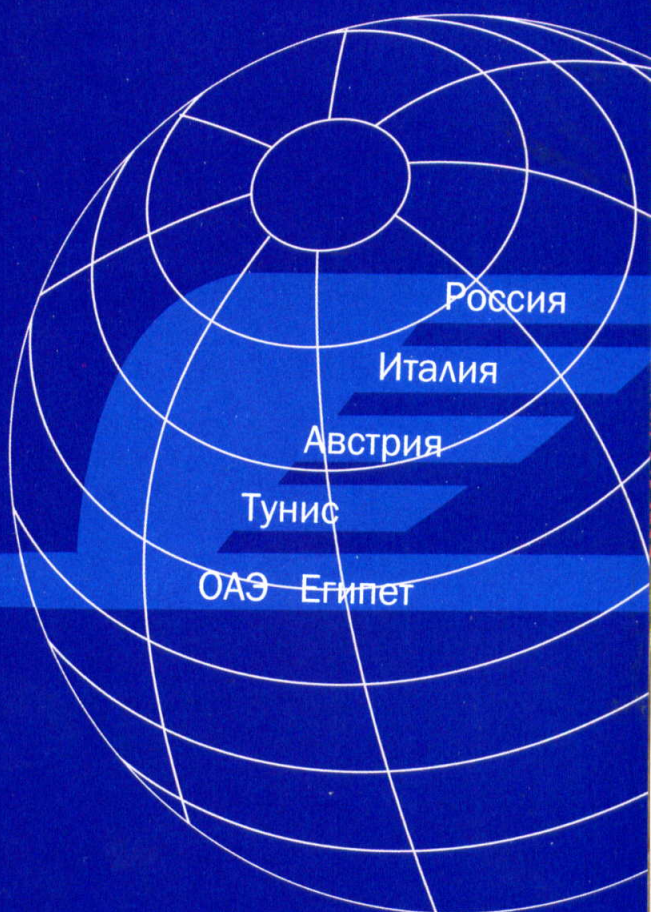 Россия
Италия
Австрия
Тунис
ОАЭ Египет